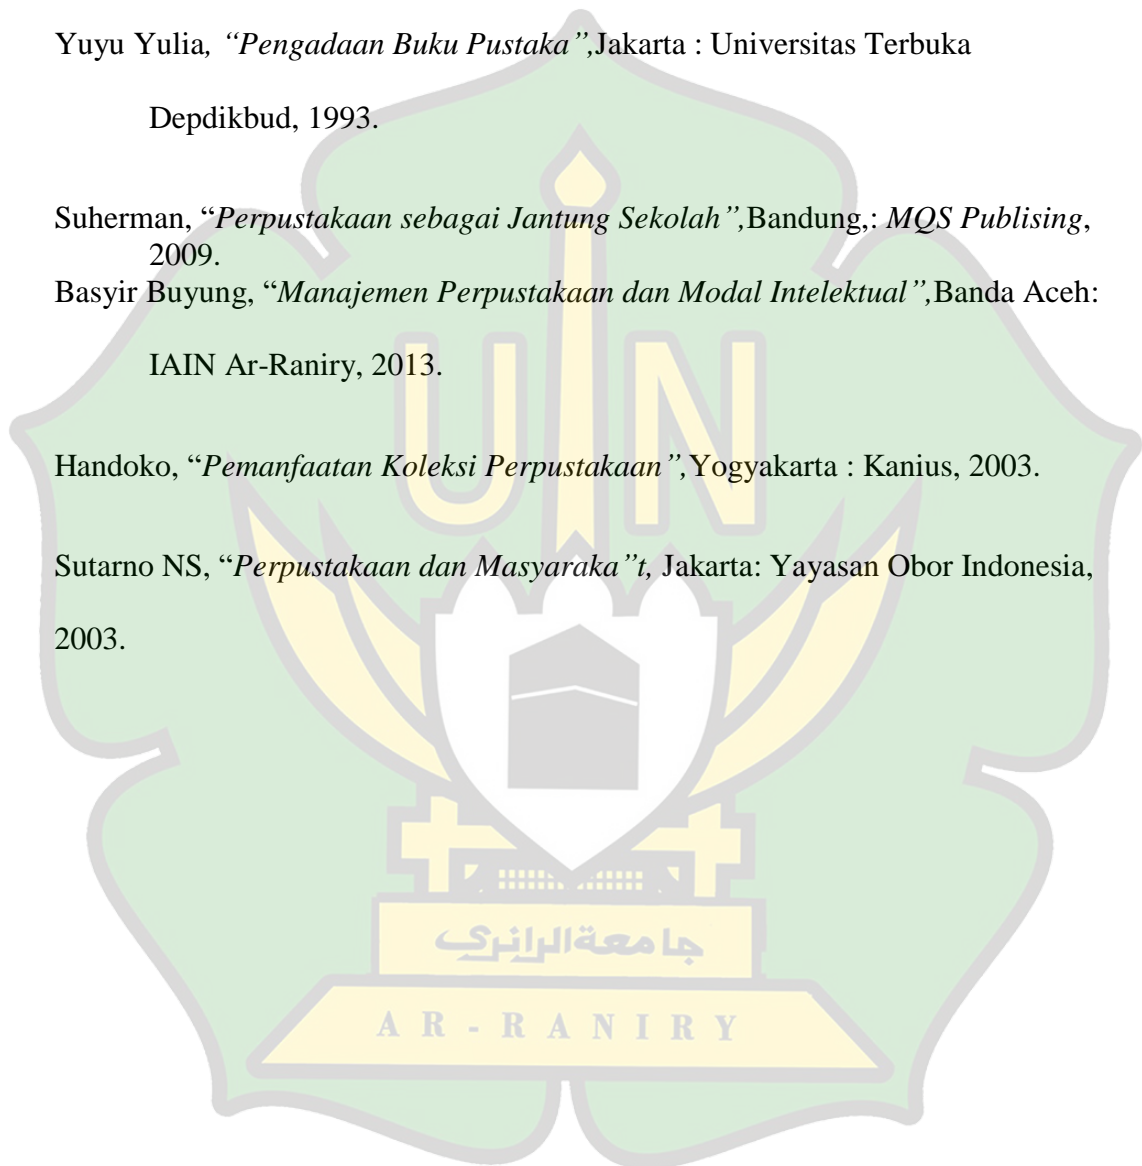 Yuyu Yulia, “Pengadaan Buku Pustaka”,Jakarta : Universitas Terbuka
Depdikbud, 1993.
Suherman, “Perpustakaan sebagai Jantung Sekolah”,Bandung,: MQS Publising,
2009.
Basyir Buyung, “Manajemen Perpustakaan dan Modal Intelektual”,Banda Aceh:
IAIN Ar-Raniry, 2013.
Handoko, “Pemanfaatan Koleksi Perpustakaan”,Yogyakarta : Kanius, 2003.
Sutarno NS, “Perpustakaan dan Masyaraka”t, Jakarta: Yayasan Obor Indonesia,
2003.
UIN
جامعةالرانري
AR-RANIRY